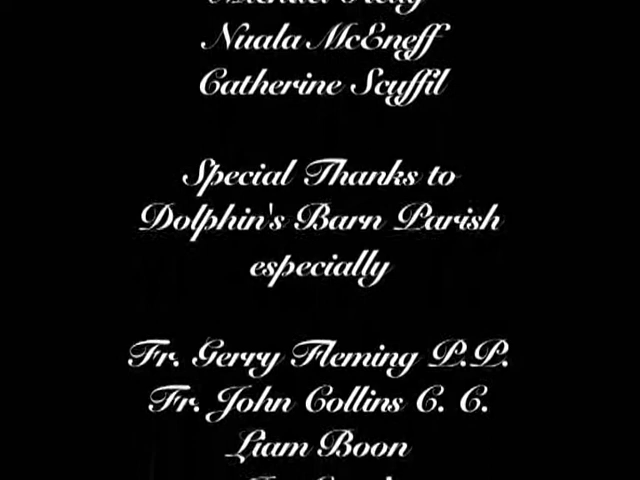 Nuala McEneff
Catherine Scuffil
Special Thanks to
Dolphin's Barn Parish
especially
Fr. Gerry Fleming P.P.
Fr. John Collins C. C.
Liam Boon